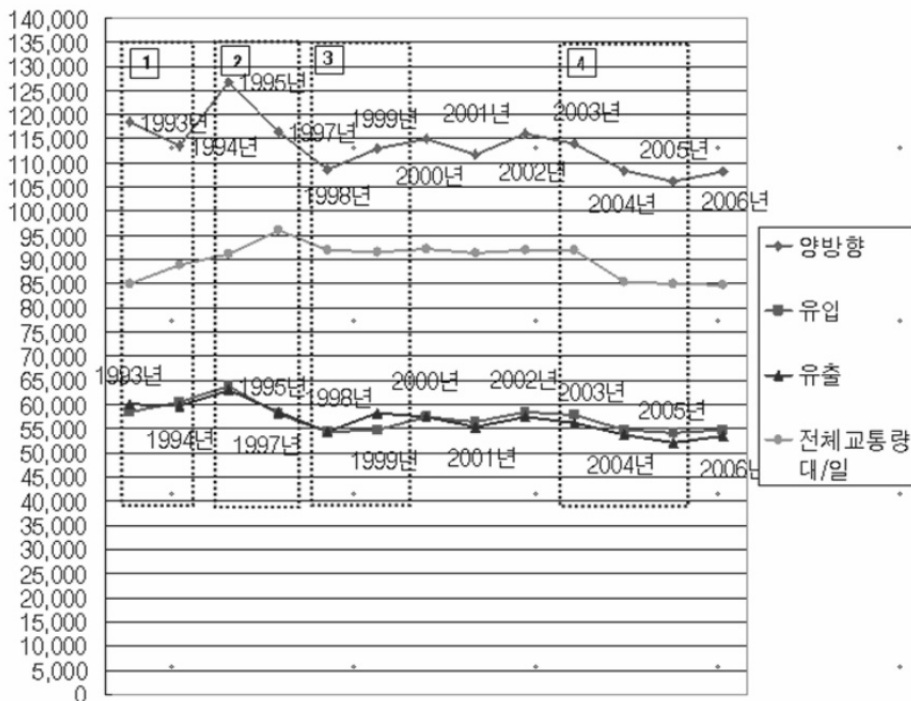 140,000
135,000
130,000
125,000
120,000
115,000
110,000
105,000
100,000
95,000
90,000
85,000
80,000
75,000
70,000
65,000
60,000
55,000
50,000
45,000
40,000
35,000
30,000
25,000
20,000
15,000
10,000
5,000
0
1
2
3
4
1993년
1994년
1995년
1997년
1998년
1999년
2000년
2001년
2002년
2003년
2004년
2005년
2006년
1993년
1994년
1995년
1997년
1998년
1999년
2000년
2001년
2002년
2003년
2004년
2005년
2006년
양방향
유입
유출
전체교통량
대/일